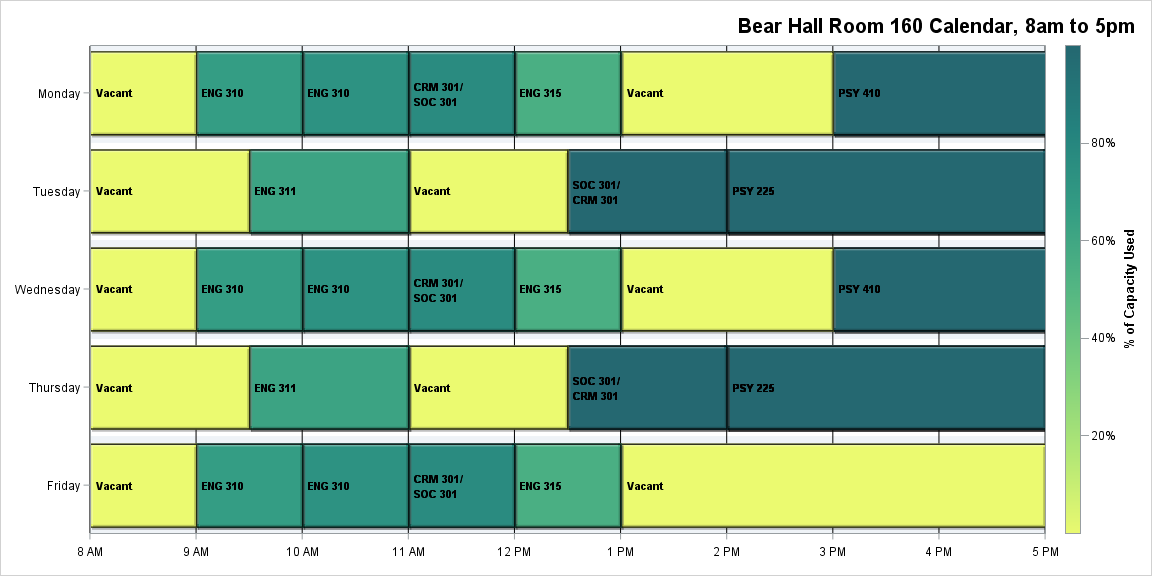 Bear Hall Room 160 Calendar, 8am to 5pm
Monday
Vacant
ENG 310
ENG 310
CRM 301/
SOC 301
ENG 315
Vacant
PSY 410
Tuesday
Vacant
ENG 311
Vacant
SOC 301/
CRM 301
PSY 225
Wednesday
Vacant
ENG 310
ENG 310
CRM 301/
SOC 301
ENG 315
Vacant
PSY 410
Thursday
Vacant
ENG 311
Vacant
SOC 301/
CRM 301
PSY 225
Friday
Vacant
ENG 310
ENG 310
CRM 301/
SOC 301
ENG 315
Vacant
8 AM
9 AM
10 AM
11 AM
12 PM
1 PM
2 PM
3 PM
4 PM
5 PM
80%
60%
40%
20%
% of Capacity Used